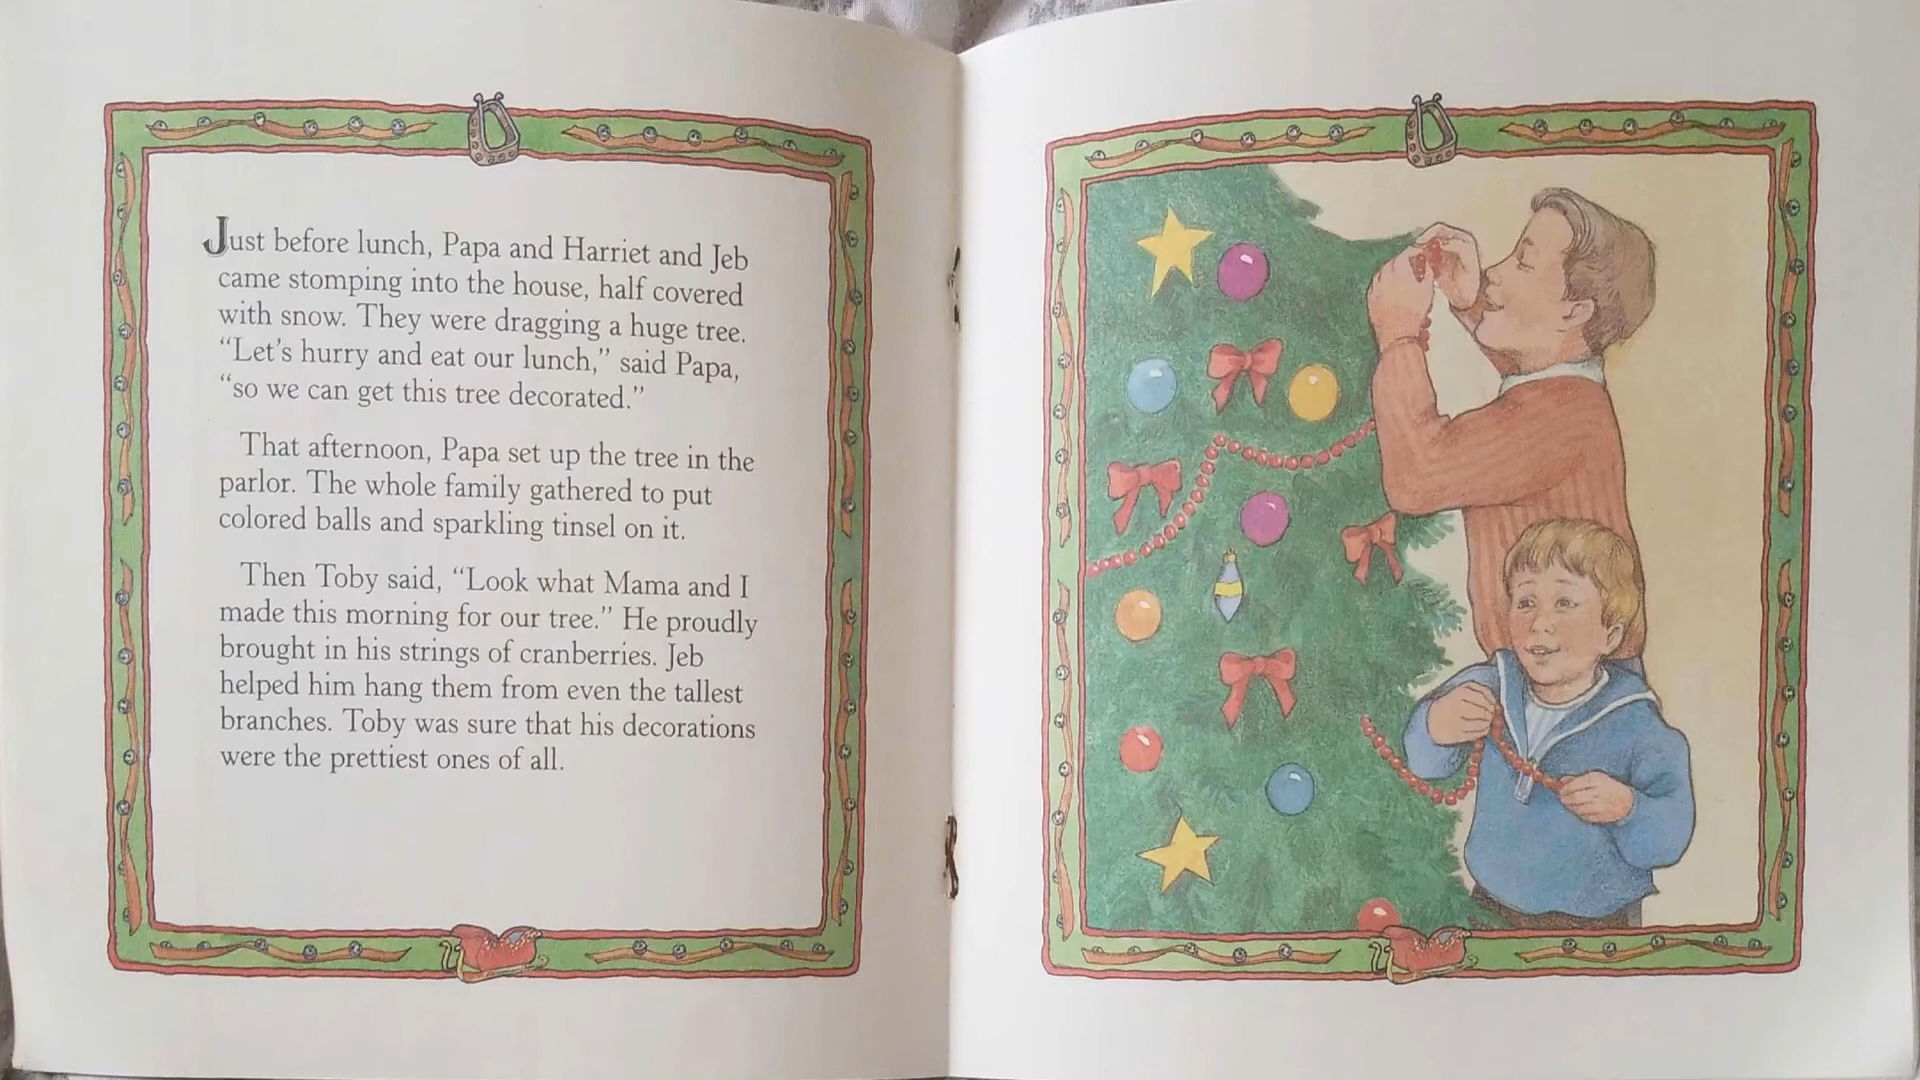 Just before lunch, Papa and Harriet and Jeb
came stomping into the house, half covered
with snow. They were dragging a huge tree.
“Let’s hurry and eat our lunch,” said Papa,
“so we can get this tree decorated.”
That afternoon, Papa set up the tree in the
parlor. The whole family gathered to put
colored balls and sparkling tinsel on it.
Then Toby said, “Look what Mama and I
made this morning for our tree.” He proudly
brought in his strings of cranberries. Jeb
helped him hang them from even the tallest
branches. Toby was sure that his decorations
were the prettiest ones of all.